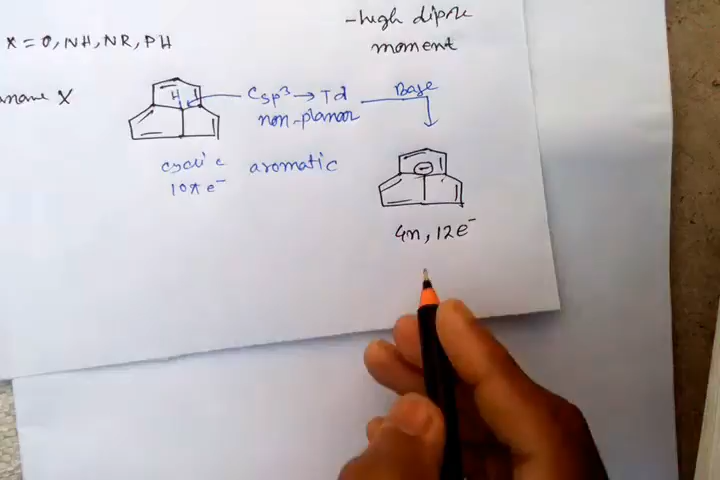 -high dipole
moment
X = O, NH, NR, PH
X
H
Csp³ → Td
non-planar
Base
cyclic aromatic
10π e⁻
⊖
4n, 12e⁻